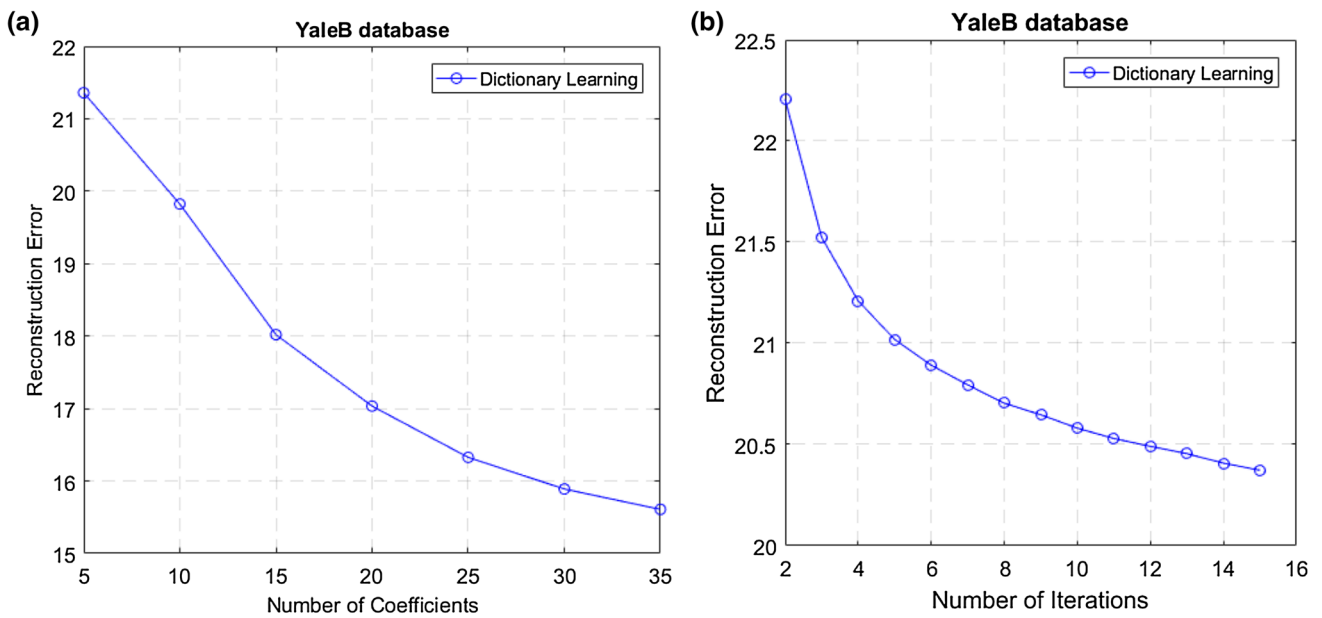 (a)
YaleB database
Dictionary Learning
22
21
20
19
18
17
16
15
Reconstruction Error
5 10 15 20 25 30 35
Number of Coefficients
(b)
YaleB database
Dictionary Learning
22.5
22
21.5
21
20.5
20
Reconstruction Error
2 4 6 8 10 12 14 16
Number of Iterations